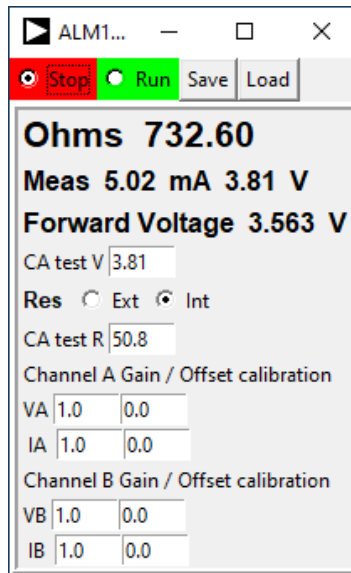 ALM1...
Stop Run Save Load
Ohms 732.60
Meas 5.02 mA 3.81 V
Forward Voltage 3.563 V
CA test V 3.81
Res Ext Int
CA test R 50.8
Channel A Gain / Offset calibration
VA 1.0 0.0
IA 1.0 0.0
Channel B Gain / Offset calibration
VB 1.0 0.0
IB 1.0 0.0